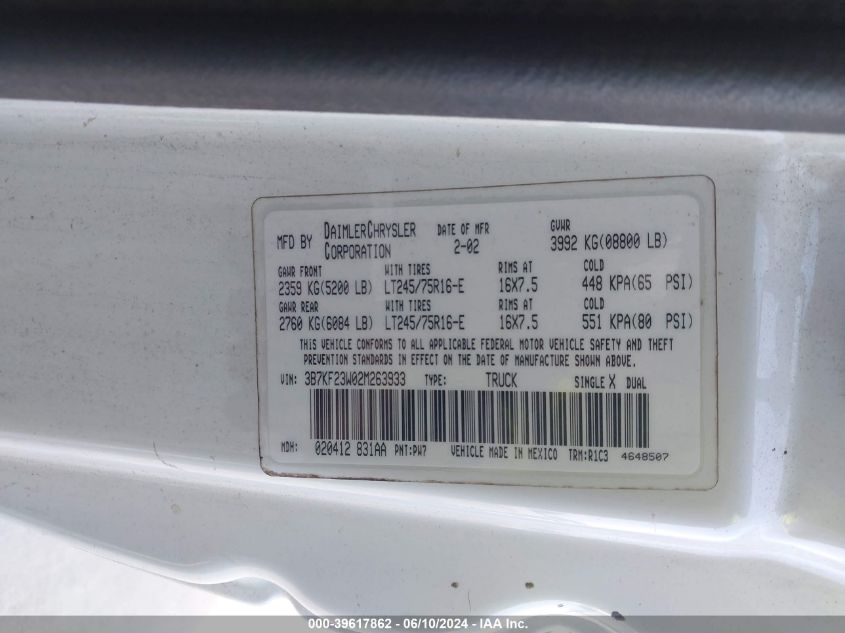 MFD BY DAIMLERCHRYSLER CORPORATION DATE OF MFR 2-02 GVWR 3992 KG(08800 LB)
GAWR FRONT WITH TIRES RIMS AT COLD
2359 KG(5200 LB) LT245/75R16-E 16X7.5 448 KPA(65 PSI)
GAWR REAR WITH TIRES RIMS AT COLD
2760 KG(6084 LB) LT245/75R16-E 16X7.5 551 KPA(80 PSI)
THIS VEHICLE CONFORMS TO ALL APPLICABLE FEDERAL MOTOR VEHICLE SAFETY AND THEFT
PREVENTION STANDARDS IN EFFECT ON THE DATE OF MANUFACTURE SHOWN ABOVE.
VIN: 3B7KF23W02M263933 TYPE: TRUCK SINGLE X DUAL
MDH: 020412 831AA PNT:PW7 VEHICLE MADE IN MEXICO TRM:R1C3 4648507
000-39617862 - 06/10/2024 - IAA, Inc.